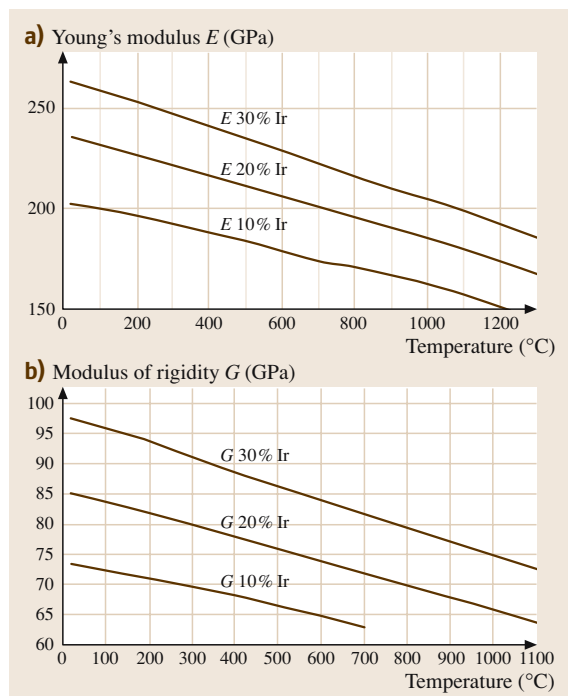 a) Young's modulus E (GPa)
250
200
150
E 30% Ir
E 20% Ir
E 10% Ir
0 200 400 600 800 1000 1200
Temperature (°C)
b) Modulus of rigidity G (GPa)
100
95
90
85
80
75
70
65
60
G 30% Ir
G 20% Ir
G 10% Ir
0 100 200 300 400 500 600 700 800 900 1000 1100
Temperature (°C)